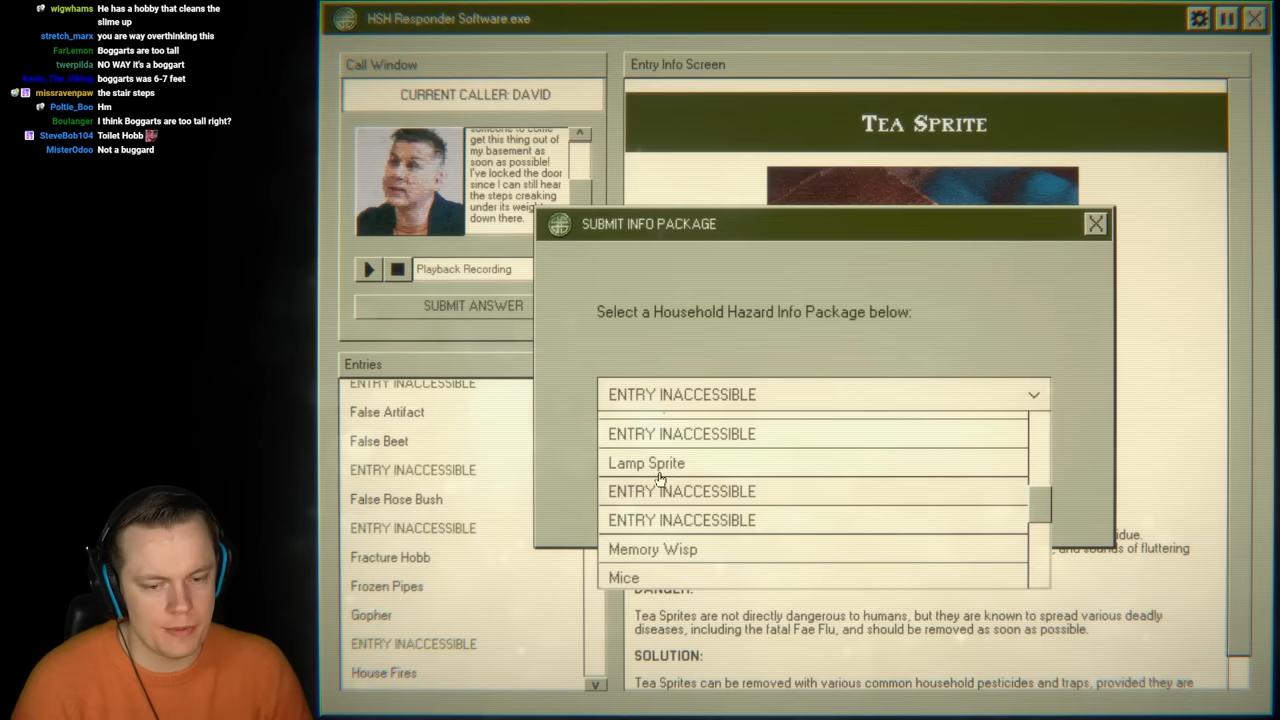 wigwhams He has a hobby that cleans the
slime up
stretch_marx you are way overthinking this
FarLemon Boggarts are too tall
twerpilda NO WAY it's a boggart
boggarts was 6-7 feet
missravenpaw the stair steps
Poltie_Boo Hm
Boulanger I think Boggarts are too tall right?
SteveBob104 Toilet Hobb
MisterOdoo Not a buggard
HSH Responder Software.exe
Call Window
CURRENT CALLER: DAVID
someone to come
get this thing out of
my basement as
soon as possible!
I've locked the door
since I can still hear
the steps creaking
under its weight
down there.
Playback Recording
SUBMIT ANSWER
Entries
ENTRY INACCESSIBLE
False Artifact
False Beet
ENTRY INACCESSIBLE
False Rose Bush
ENTRY INACCESSIBLE
Fracture Hobb
Frozen Pipes
Gopher
ENTRY INACCESSIBLE
House Fires
Entry Info Screen
TEA SPRITE
SUBMIT INFO PACKAGE
Select a Household Hazard Info Package below:
ENTRY INACCESSIBLE
ENTRY INACCESSIBLE
Lamp Sprite
ENTRY INACCESSIBLE
ENTRY INACCESSIBLE
Memory Wisp
Mice
idue.
, and sounds of fluttering
DANGER:
Tea Sprites are not directly dangerous to humans, but they are known to spread various deadly
diseases, including the fatal Fae Flu, and should be removed as soon as possible.
SOLUTION:
Tea Sprites can be removed with various common household pesticides and traps, provided they are